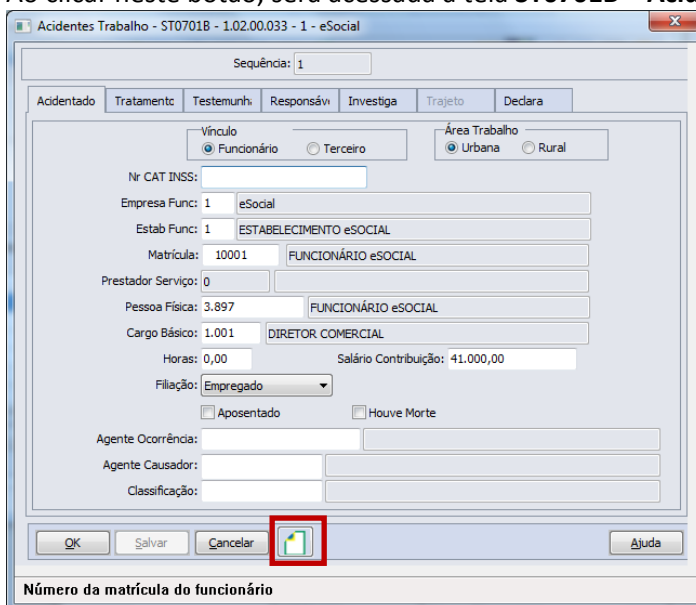 Ao clicar neste botão, será acessada a tela ST0701B – Acid
Acidentes Trabalho - ST0701B - 1.02.00.033 - 1 - eSocial
Sequência: 1
Acidentado Tratamento Testemunh. Responsáv Investiga Trajeto Declara
Vínculo Área Trabalho
Funcionário Terceiro Urbana Rural
Nr CAT INSS:
Empresa Func: 1 eSocial
Estab Func: 1 ESTABELECIMENTO eSOCIAL
Matrícula: 10001 FUNCIONÁRIO eSOCIAL
Prestador Serviço: 0
Pessoa Física: 3.897 FUNCIONÁRIO eSOCIAL
Cargo Básico: 1.001 DIRETOR COMERCIAL
Horas: 0,00 Salário Contribuição: 41.000,00
Filiação: Empregado
Aposentado Houve Morte
Agente Ocorrência:
Agente Causador:
Classificação:
OK Salvar Cancelar Ajuda
Número da matrícula do funcionário